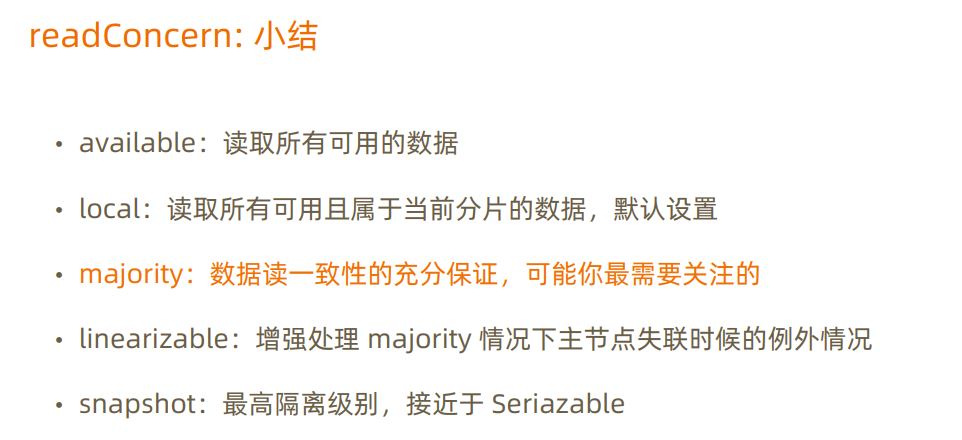 readConcern: 小结
• available：读取所有可用的数据
• local：读取所有可用且属于当前分片的数据，默认设置
• majority：数据读一致性的充分保证，可能你最需要关注的
• linearizable：增强处理 majority 情况下主节点失联时候的例外情况
• snapshot：最高隔离级别，接近于 Seriazable